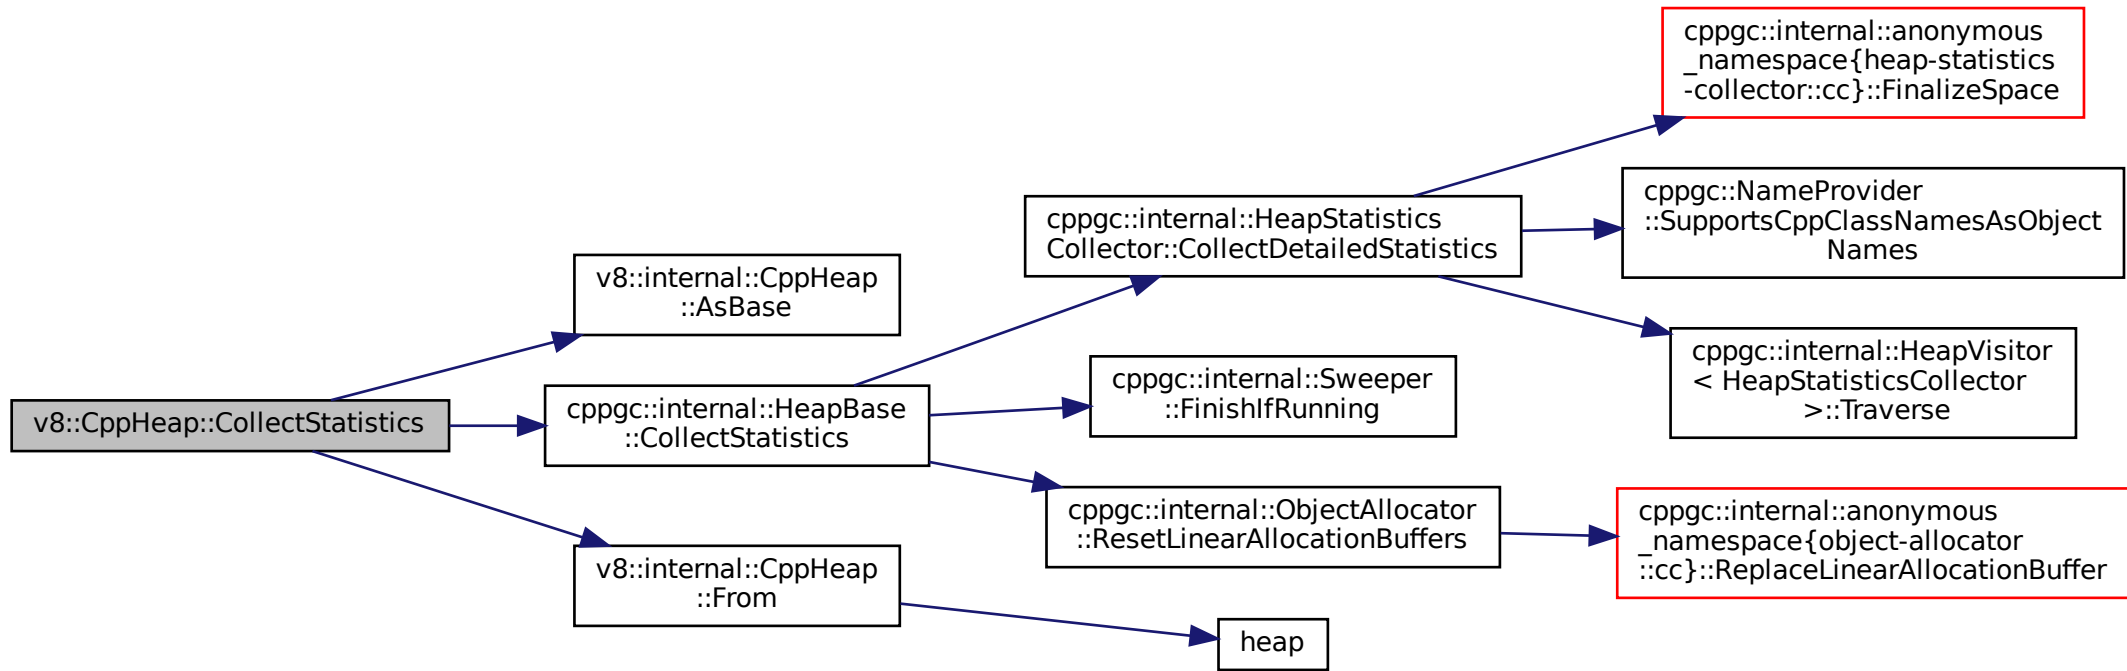 v8::CppHeap::CollectStatistics
v8::internal::CppHeap
::AsBase
cppgc::internal::HeapBase
::CollectStatistics
v8::internal::CppHeap
::From
cppgc::internal::HeapStatistics
Collector::CollectDetailedStatistics
cppgc::internal::Sweeper
::FinishIfRunning
cppgc::internal::ObjectAllocator
::ResetLinearAllocationBuffers
heap
cppgc::internal::anonymous
_namespace{heap-statistics
-collector::cc}::FinalizeSpace
cppgc::NameProvider
::SupportsCppClassNamesAsObject
Names
cppgc::internal::HeapVisitor
< HeapStatisticsCollector
>::Traverse
cppgc::internal::anonymous
_namespace{object-allocator
::cc}::ReplaceLinearAllocationBuffer